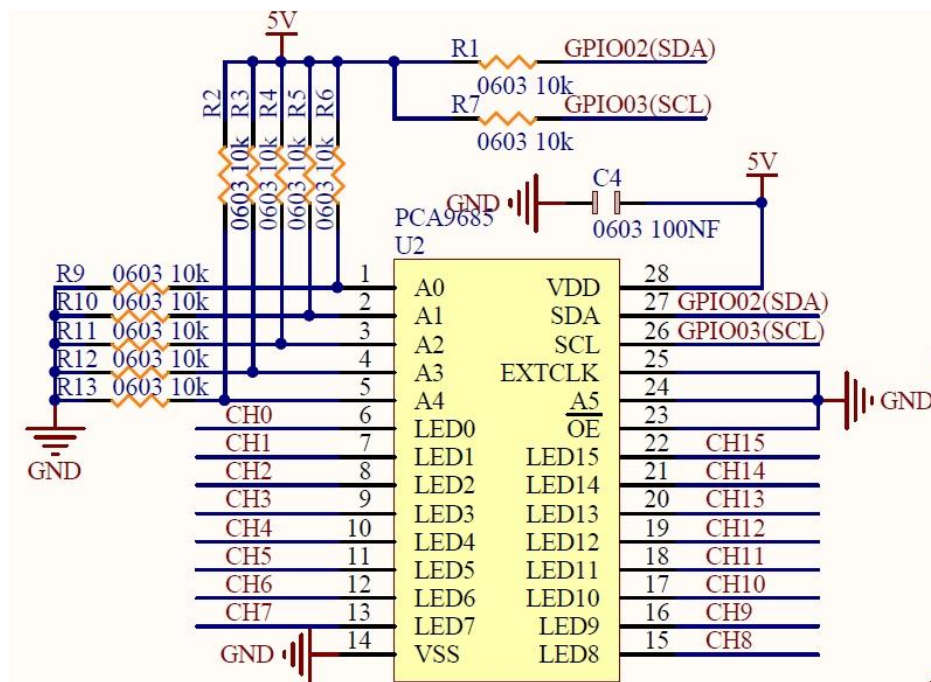 5V
R1 GPIO02(SDA)
0603 10k
R7 GPIO03(SCL)
0603 10k
R2 R3 R4 R5 R6
0603 10k 0603 10k 0603 10k 0603 10k 0603 10k
5V
GND C4
0603 100NF
PCA9685
U2
R9 0603 10k 1 A0 VDD 28
R10 0603 10k 2 A1 SDA 27 GPIO02(SDA)
R11 0603 10k 3 A2 SCL 26 GPIO03(SCL)
R12 0603 10k 4 A3 EXTCLK 25
R13 0603 10k 5 A4 A5 24 GND
CH0 6 LED0 OE 23
CH1 7 LED1 LED15 22 CH15
GND
CH2 8 LED2 LED14 21 CH14
CH3 9 LED3 LED13 20 CH13
CH4 10 LED4 LED12 19 CH12
CH5 11 LED5 LED11 18 CH11
CH6 12 LED6 LED10 17 CH10
CH7 13 LED7 LED9 16 CH9
GND 14 VSS LED8 15 CH8